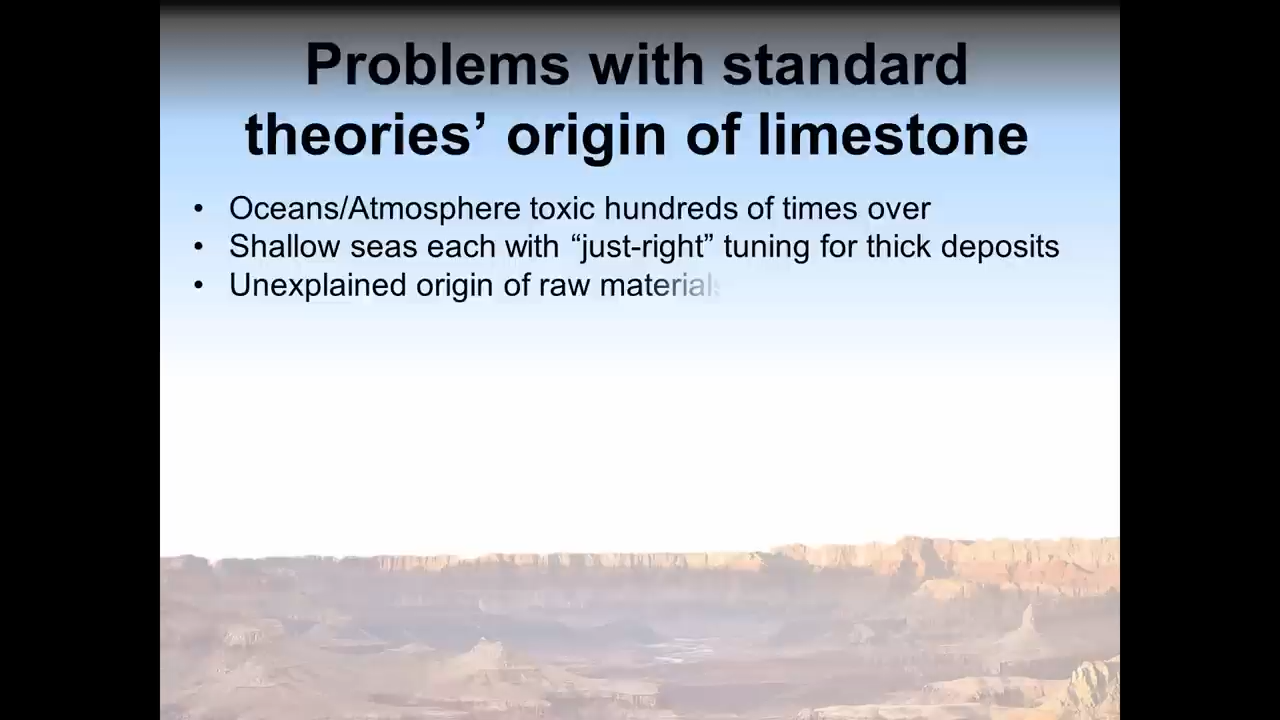 Problems with standard
theories’ origin of limestone
• Oceans/Atmosphere toxic hundreds of times over
• Shallow seas each with “just-right” tuning for thick deposits
• Unexplained origin of raw materials